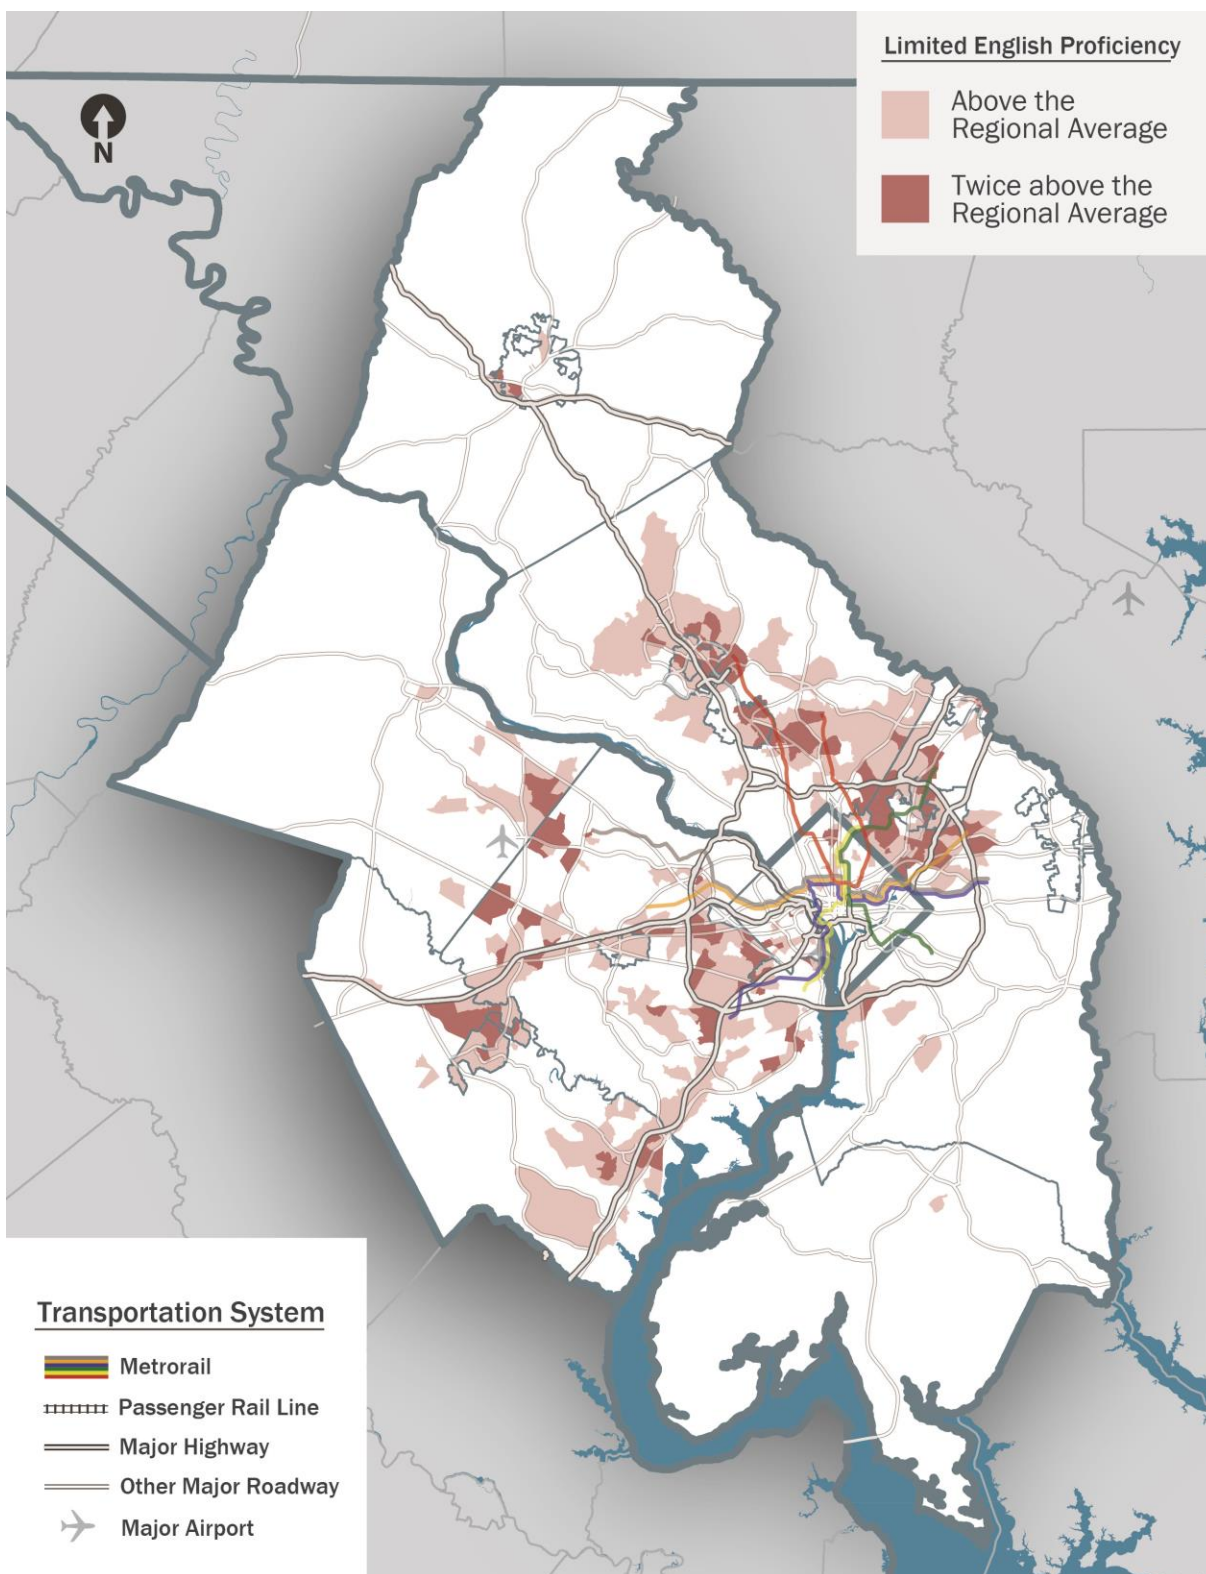 Limited English Proficiency
Above the
Regional Average
Twice above the
Regional Average
N
Transportation System
Metrorail
Passenger Rail Line
Major Highway
Other Major Roadway
Major Airport